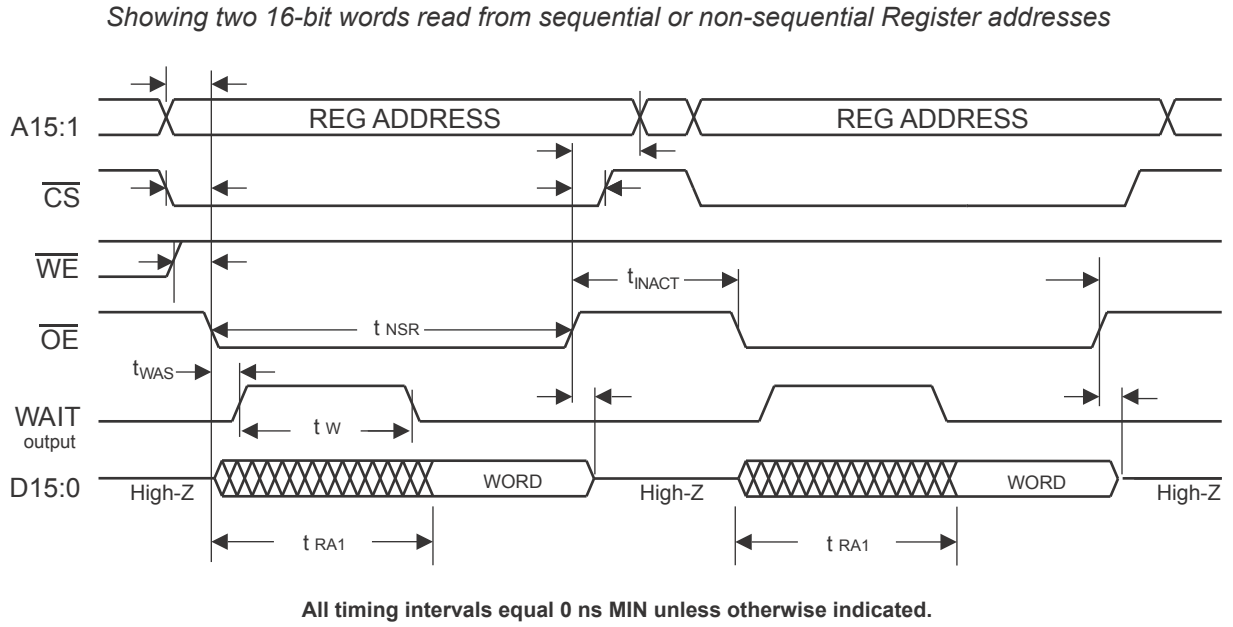 Showing two 16-bit words read from sequential or non-sequential Register addresses
A15:1 REG ADDRESS REG ADDRESS
CS
WE
tINACT
OE
t NSR
tWAS
WAIT
output
t W
D15:0 High-Z WORD High-Z WORD High-Z
t RA1 t RA1
All timing intervals equal 0 ns MIN unless otherwise indicated.